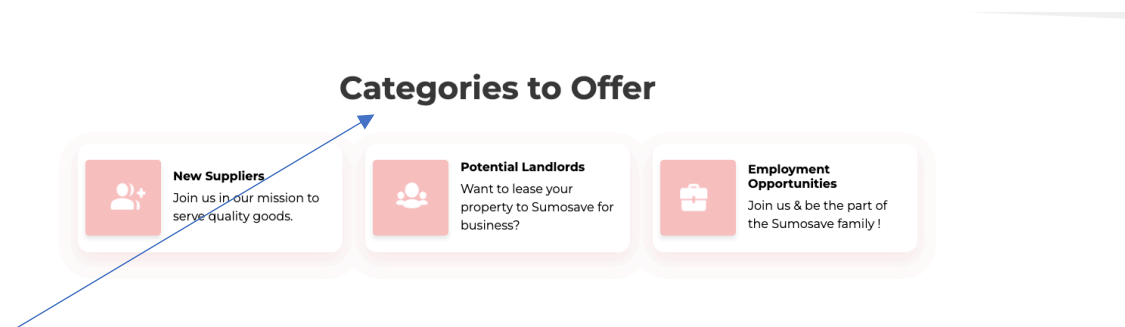 Categories to Offer
New Suppliers
Join us in our mission to
serve quality goods.
Potential Landlords
Want to lease your
property to Sumosave for
business?
Employment
Opportunities
Join us & be the part of
the Sumosave family !